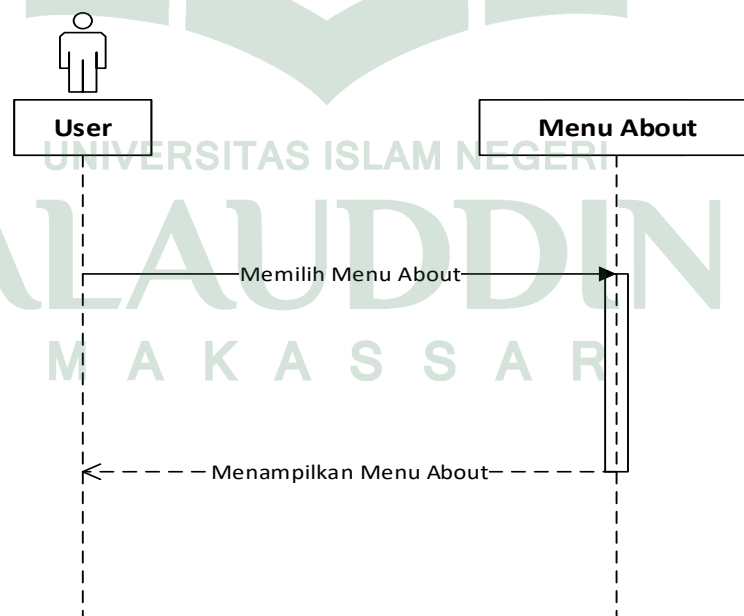 User
Menu About
UNIVERSITAS ISLAM NEGERI
ALAUDDIN
Memilih Menu About
MAKASSAR
Menampilkan Menu About